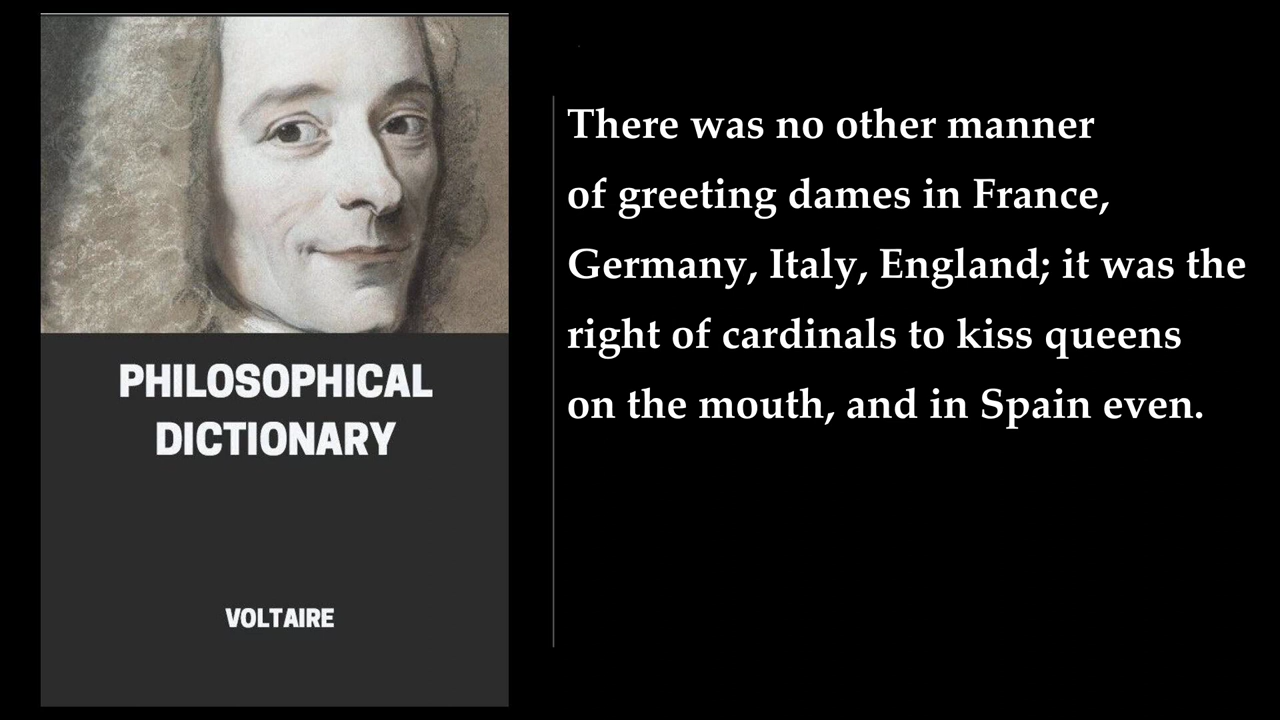 PHILOSOPHICAL
DICTIONARY
VOLTAIRE
There was no other manner
of greeting dames in France,
Germany, Italy, England; it was the
right of cardinals to kiss queens
on the mouth, and in Spain even.